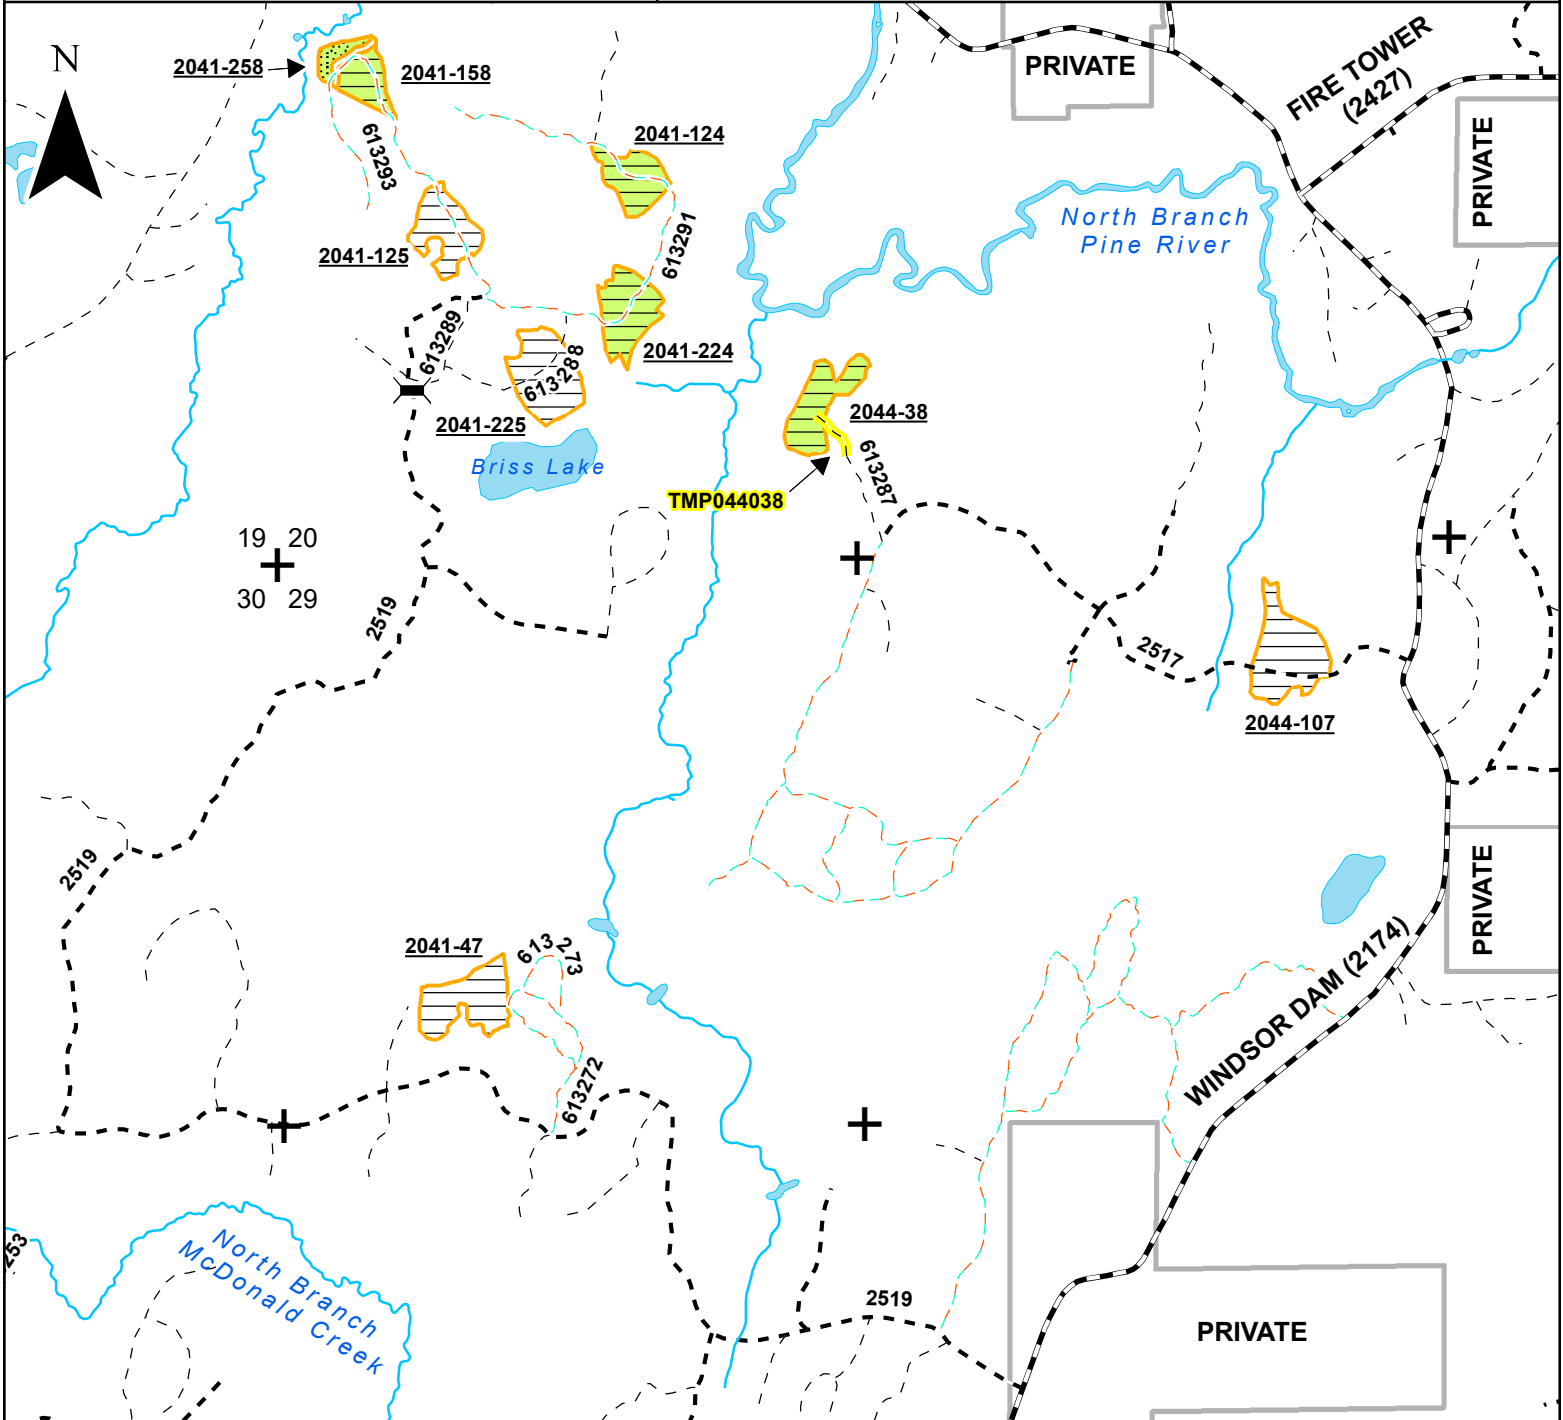 N
2041-258
2041-158
PRIVATE
FIRE TOWER
(2427)
PRIVATE
613293
2041-124
613291
North Branch
Pine River
2041-125
613289
613288
2041-224
2041-225
Briss Lake
2044-38
613287
TMP044038
19 20
30 29
2519
2517
2044-107
2519
PRIVATE
2041-47
613273
WINDSOR DAM (2174)
613272
253
North Branch
McDonald Creek
2519
PRIVATE